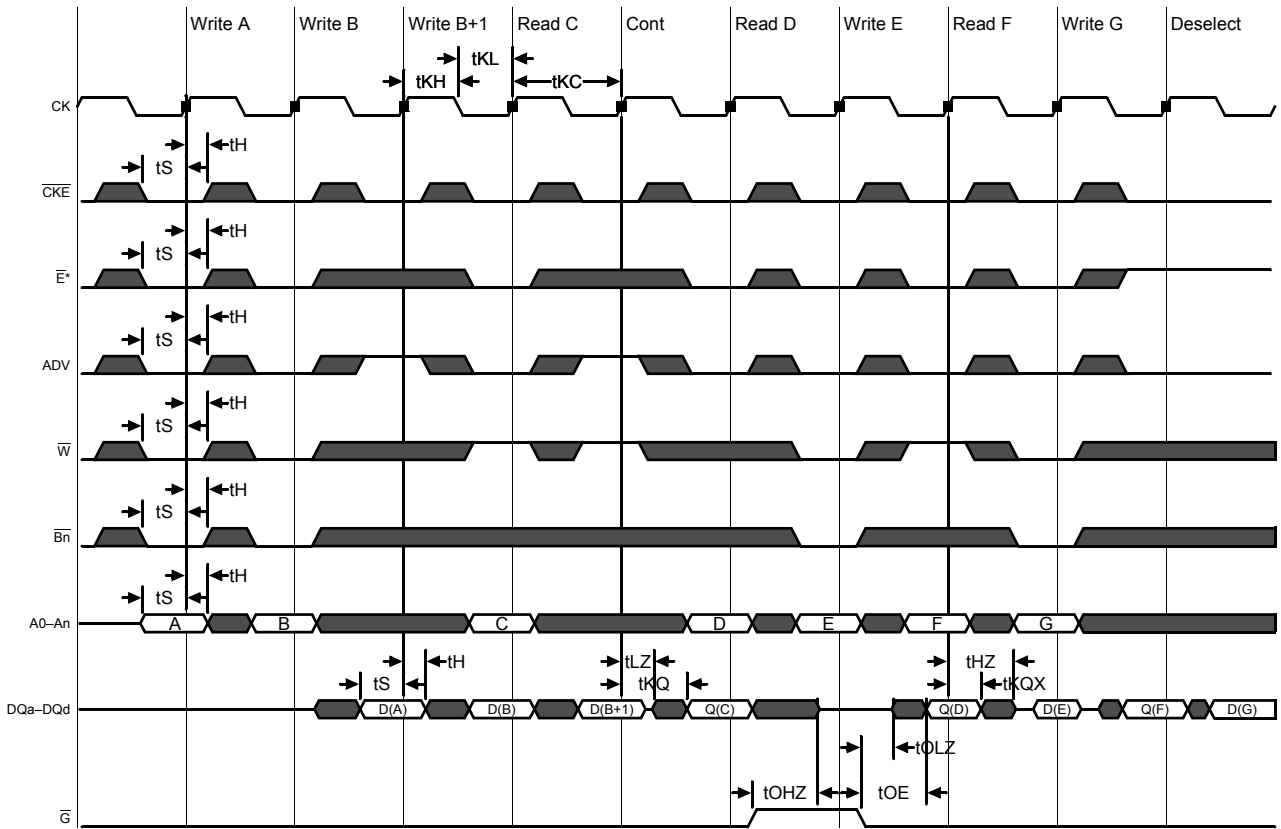 Write A Write B Write B+1 Read C Cont Read D Write E Read F Write G Deselect
tKL
tKH tKC
CK
tH
tS
CKE
tH
tS
E*
tH
tS
ADV
tH
tS
W
tH
tS
Bn
tH
tS
A0–An A B C D E F G
tH tLZ tHZ
tS tKQ tKQX
DQa–DQd D(A) D(B) D(B+1) Q(C) Q(D) D(E) Q(F) D(G)
tOLZ
tOHZ tOE
G